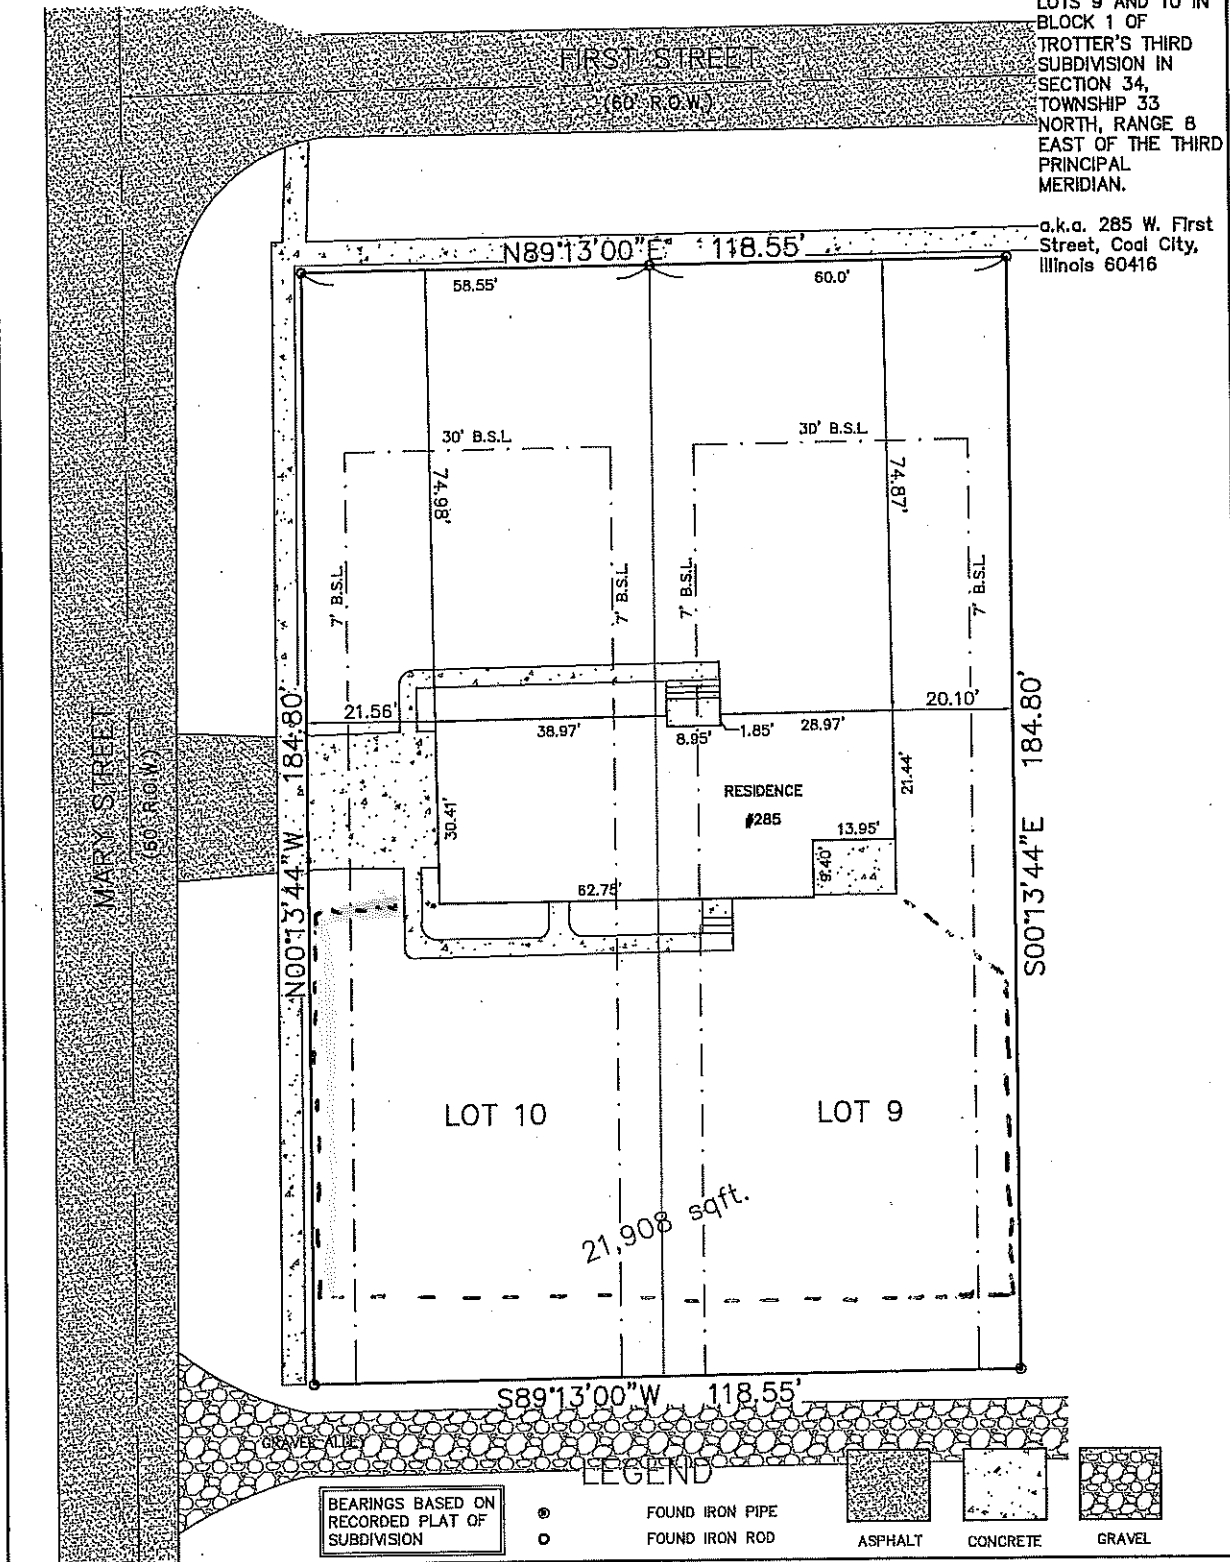 LOTS 9 AND 10 IN
BLOCK 1 OF
TROTTER'S THIRD
SUBDIVISION IN
SECTION 34,
TOWNSHIP 33
NORTH, RANGE 8
EAST OF THE THIRD
PRINCIPAL
MERIDIAN.
a.k.a. 285 W. First
Street, Coal City,
Illinois 60416
FIRST STREET
(60' R.O.W.)
N89°13'00"E 118.55'
58.55'
60.0'
30' B.S.L.
30' B.S.L.
74.98'
74.87'
7' B.S.L.
7' B.S.L.
7' B.S.L.
7' B.S.L.
MARY STREET
(50' R.O.W.)
N00°13'44"W 184.80'
S00°13'44"E 184.80'
21.56'
38.97'
8.95'
1.85'
28.97'
20.10'
30.41'
21.44'
RESIDENCE
#285
13.95'
9.40'
62.75'
LOT 10
LOT 9
21,908 sqft.
S89°13'00"W 118.55'
GRAVEL ALLEY
LEGEND
BEARINGS BASED ON
RECORDED PLAT OF
SUBDIVISION
FOUND IRON PIPE
FOUND IRON ROD
ASPHALT
CONCRETE
GRAVEL